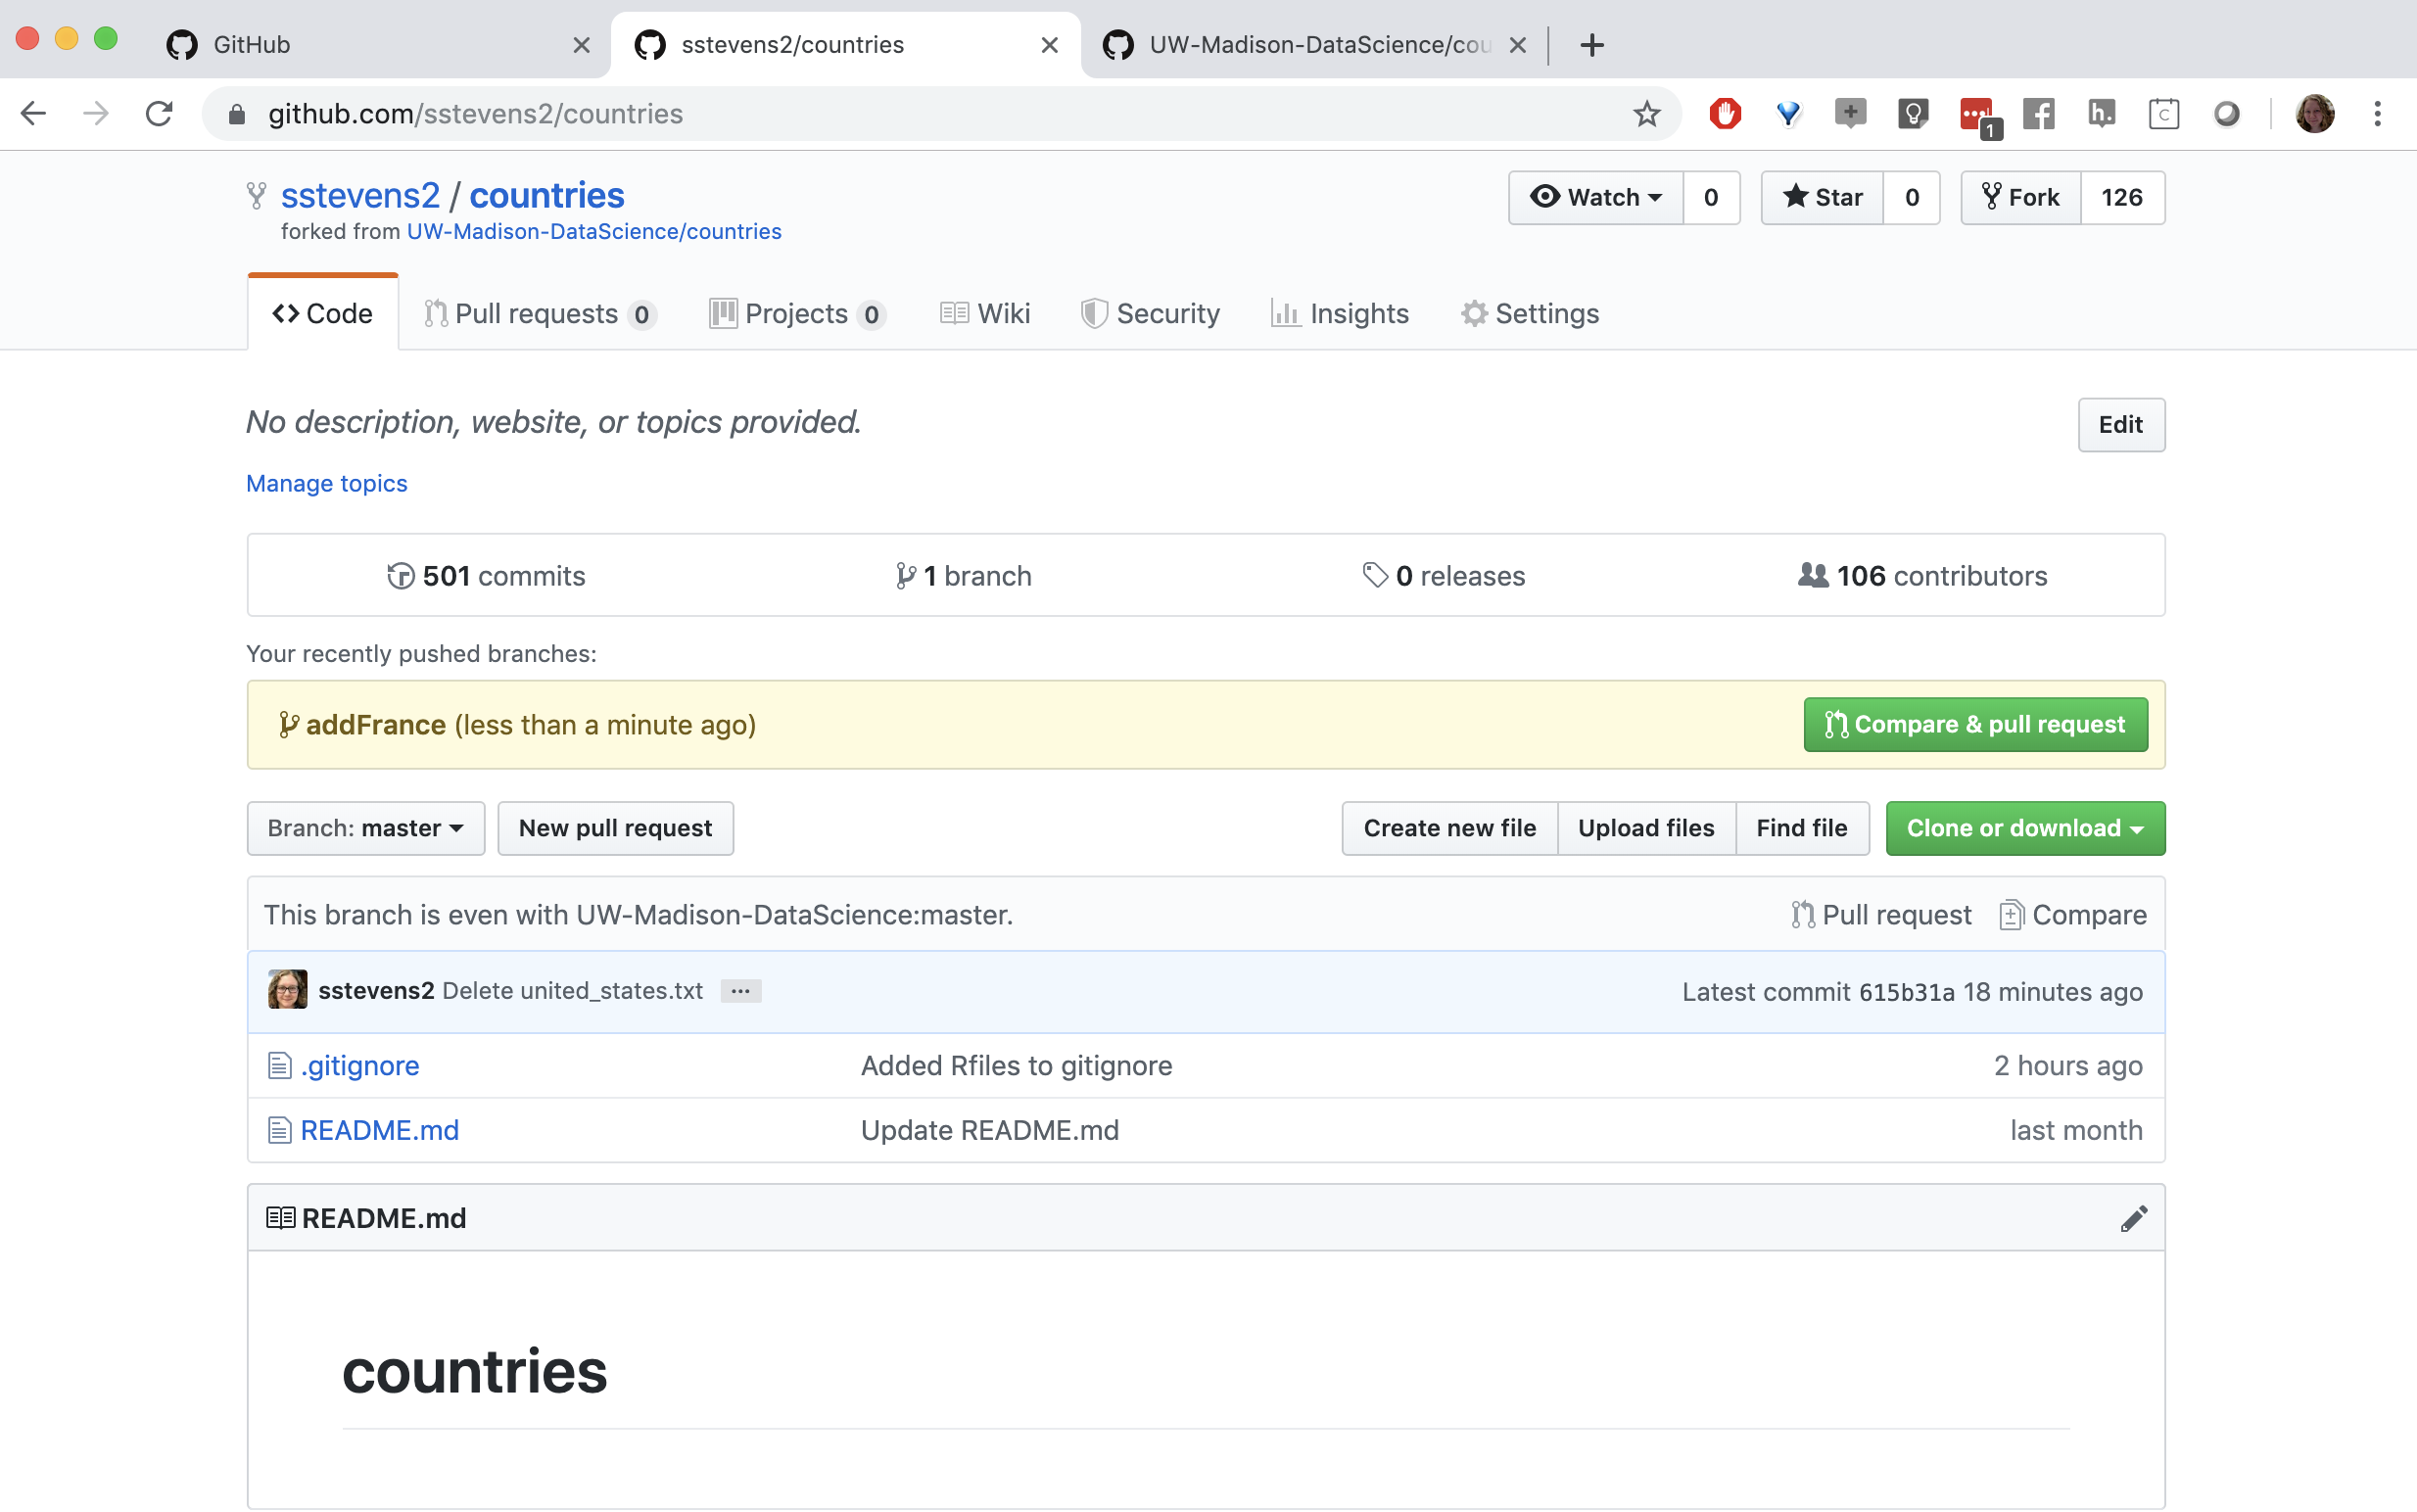 GitHub
sstevens2/countries
UW-Madison-DataScience/cou
github.com/sstevens2/countries
1
h.
C
sstevens2 / countries
Watch 0 Star 0 Fork 126
forked from UW-Madison-DataScience/countries
Code Pull requests 0 Projects 0 Wiki Security Insights Settings
No description, website, or topics provided.
Edit
Manage topics
501 commits 1 branch 0 releases 106 contributors
Your recently pushed branches:
addFrance (less than a minute ago) Compare & pull request
Branch: master New pull request Create new file Upload files Find file Clone or download
This branch is even with UW-Madison-DataScience:master. Pull request Compare
sstevens2 Delete united_states.txt ... Latest commit 615b31a 18 minutes ago
.gitignore Added Rfiles to gitignore 2 hours ago
README.md Update README.md last month
README.md
countries